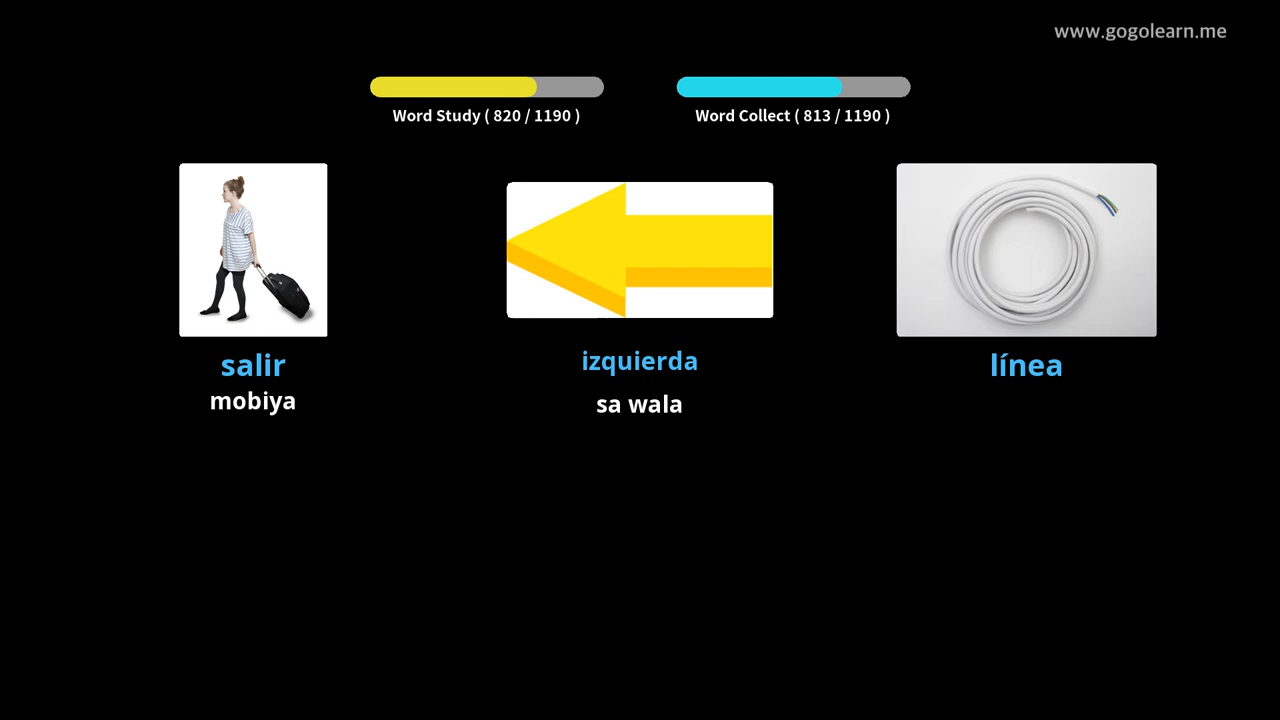 www.gogolearn.me
Word Study ( 820 / 1190 )
Word Collect ( 813 / 1190 )
salir
mobiya
izquierda
sa wala
línea